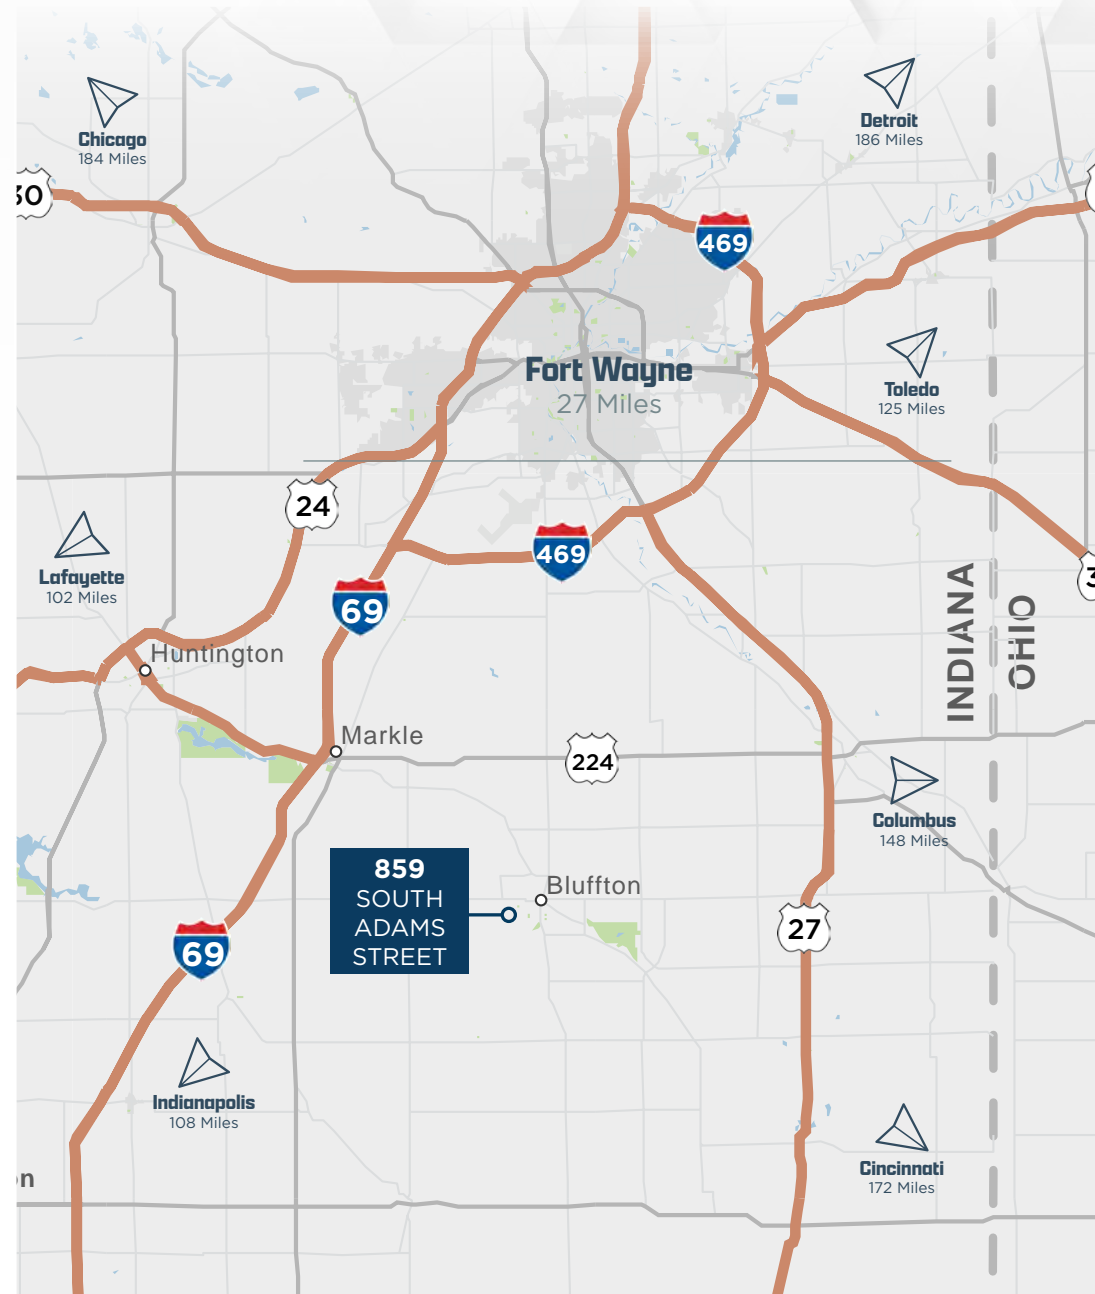 Chicago
184 Miles
Detroit
186 Miles
30
469
Toledo
125 Miles
Fort Wayne
27 Miles
24
Lafayette
102 Miles
469
69
Huntington
INDIANA
OHIO
Markle
224
Columbus
148 Miles
859
SOUTH
ADAMS
STREET
Bluffton
27
69
Indianapolis
108 Miles
Cincinnati
172 Miles